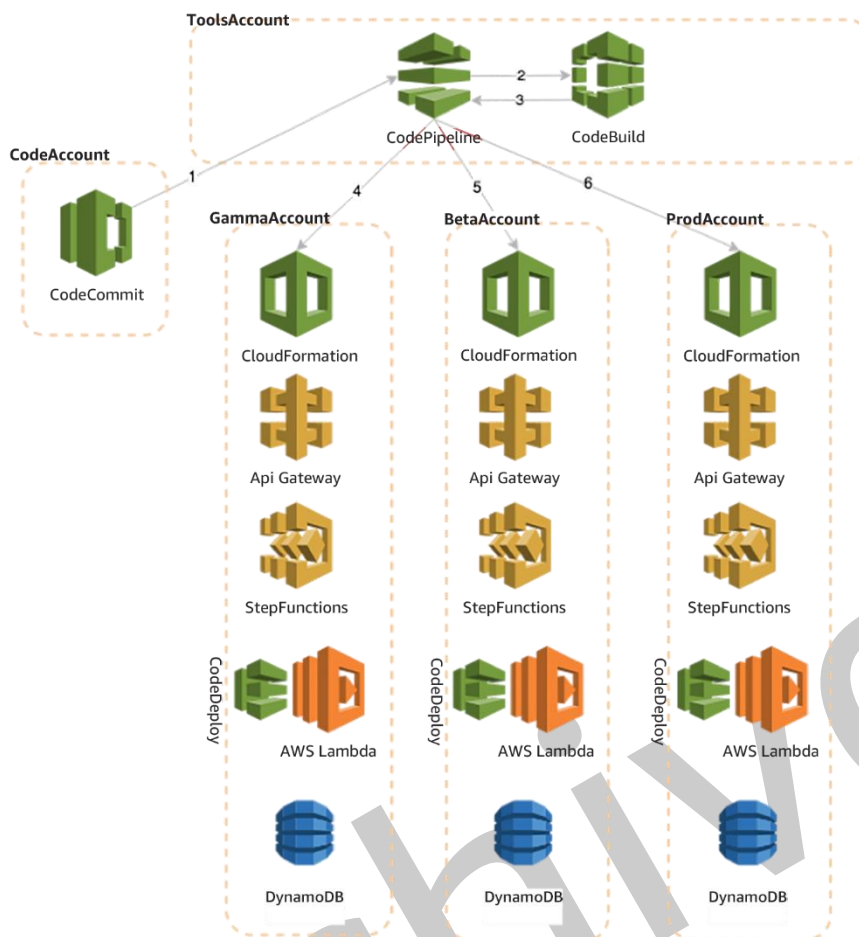 ToolsAccount
2
3
CodePipeline
CodeBuild
CodeAccount
1
CodeCommit
4
5
6
GammaAccount
BetaAccount
ProdAccount
CloudFormation
CloudFormation
CloudFormation
Api Gateway
Api Gateway
Api Gateway
StepFunctions
StepFunctions
StepFunctions
CodeDeploy
AWS Lambda
CodeDeploy
AWS Lambda
CodeDeploy
AWS Lambda
DynamoDB
DynamoDB
DynamoDB